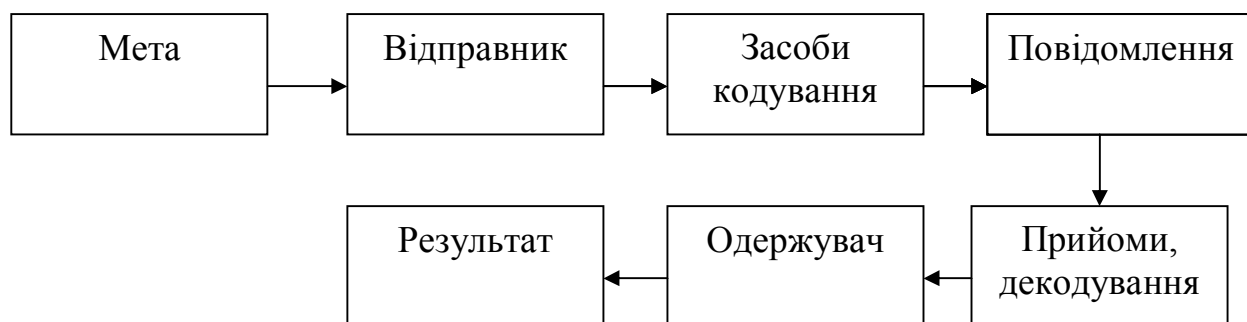 Мета
Відправник
Засоби
кодування
Повідомлення
Прийоми,
декодування
Одержувач
Результат